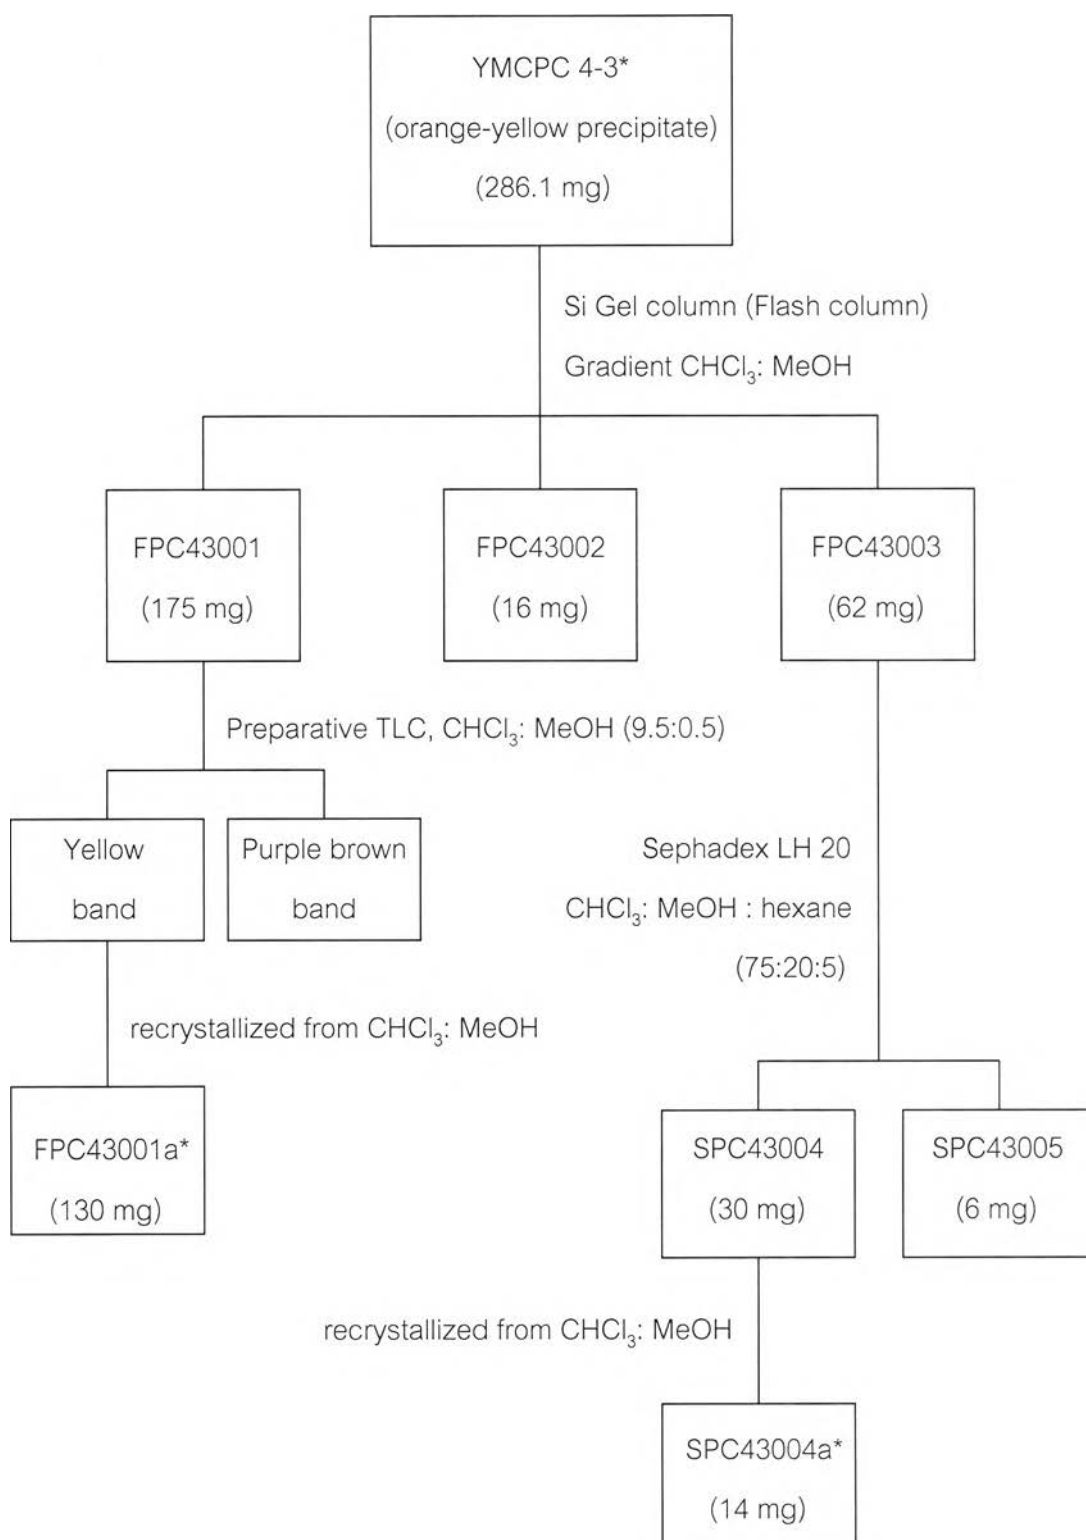 YMCPC 4-3*
(orange-yellow precipitate)
(286.1 mg)
Si Gel column (Flash column)
Gradient CHCl₃: MeOH
FPC43001
(175 mg)
FPC43002
(16 mg)
FPC43003
(62 mg)
Preparative TLC, CHCl₃: MeOH (9.5:0.5)
Yellow
band
Purple brown
band
Sephadex LH 20
CHCl₃: MeOH : hexane
(75:20:5)
recrystallized from CHCl₃: MeOH
FPC43001a*
(130 mg)
SPC43004
(30 mg)
SPC43005
(6 mg)
recrystallized from CHCl₃: MeOH
SPC43004a*
(14 mg)